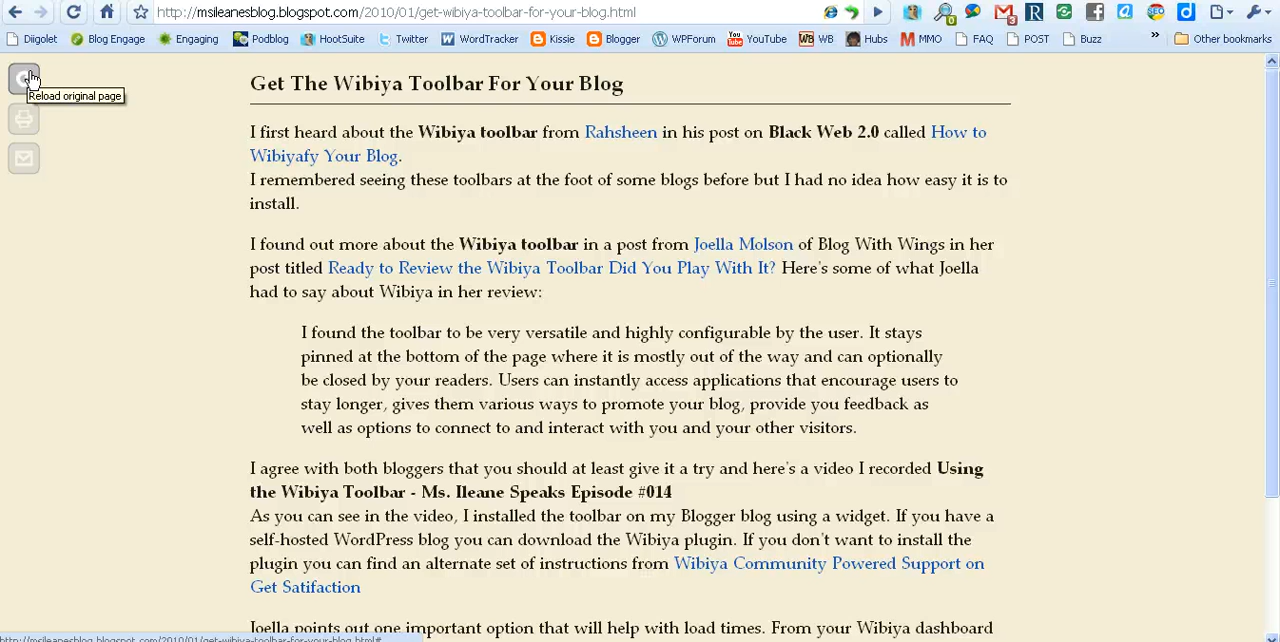 http://msileanesblog.blogspot.com/2010/01/get-wibiya-toolbar-for-your-blog.html
Diigolet Blog Engage Engaging Podblog HootSuite Twitter WordTracker Kissie Blogger WPForum YouTube WB Hubs MMO FAQ POST Buzz » Other bookmarks
Reload original page
Get The Wibiya Toolbar For Your Blog
I first heard about the Wibiya toolbar from Rahsheen in his post on Black Web 2.0 called How to
Wibiyafy Your Blog.
I remembered seeing these toolbars at the foot of some blogs before but I had no idea how easy it is to
install.
I found out more about the Wibiya toolbar in a post from Joella Molson of Blog With Wings in her
post titled Ready to Review the Wibiya Toolbar Did You Play With It? Here's some of what Joella
had to say about Wibiya in her review:
I found the toolbar to be very versatile and highly configurable by the user. It stays
pinned at the bottom of the page where it is mostly out of the way and can optionally
be closed by your readers. Users can instantly access applications that encourage users to
stay longer, gives them various ways to promote your blog, provide you feedback as
well as options to connect to and interact with you and your other visitors.
I agree with both bloggers that you should at least give it a try and here's a video I recorded Using
the Wibiya Toolbar - Ms. Ileane Speaks Episode #014
As you can see in the video, I installed the toolbar on my Blogger blog using a widget. If you have a
self-hosted WordPress blog you can download the Wibiya plugin. If you don't want to install the
plugin you can find an alternate set of instructions from Wibiya Community Powered Support on
Get Satifaction
Joella points out one important option that will help with load times. From your Wibiya dashboard
http://msileanesblog.blogspot.com/2010/01/get-wibiya-toolbar-for-your-blog.html#